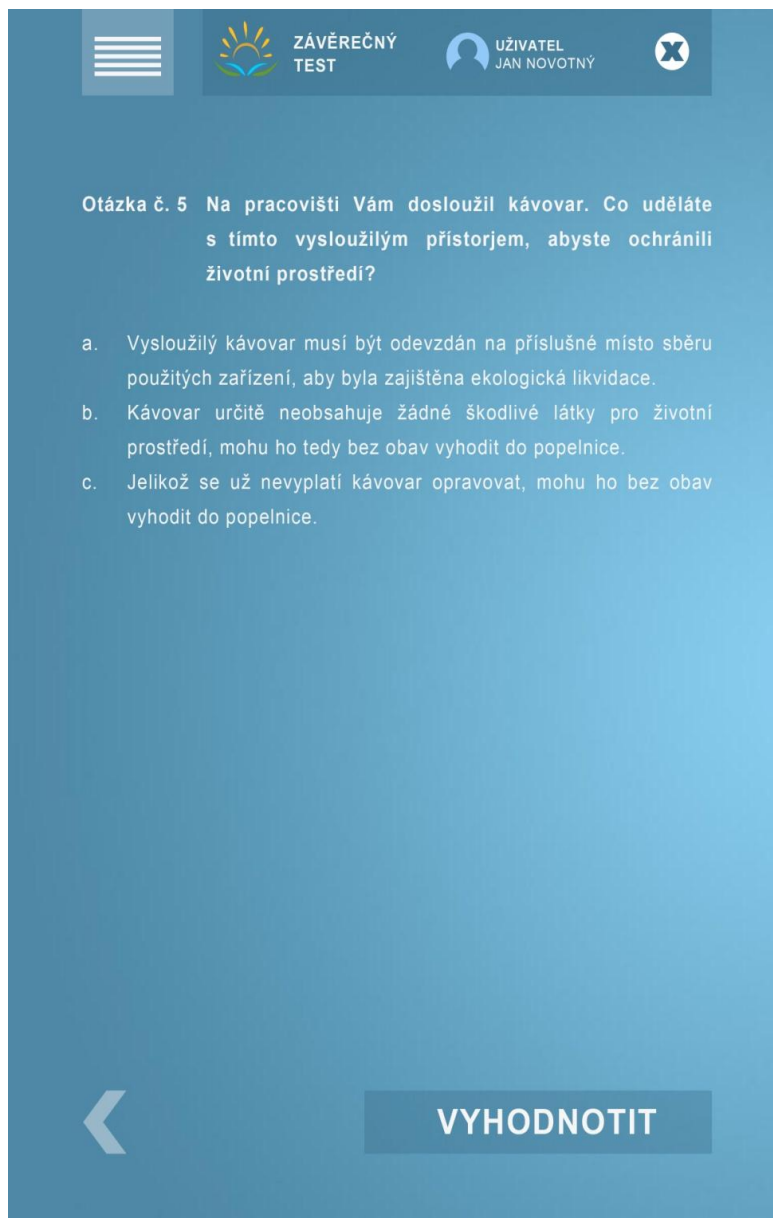 ZÁVĚREČNÝ
TEST
UŽIVATEL
JAN NOVOTNÝ
X
Otázka č. 5 Na pracovišti Vám dosloužil kávovar. Co uděláte
s tímto vysloužilým přístorjem, abyste ochránili
životní prostředí?
a. Vysloužilý kávovar musí být odevzdán na příslušné místo sběru
použitých zařízení, aby byla zajištěna ekologická likvidace.
b. Kávovar určitě neobsahuje žádné škodlivé látky pro životní
prostředí, mohu ho tedy bez obav vyhodit do popelnice.
c. Jelikož se už nevyplatí kávovar opravovat, mohu ho bez obav
vyhodit do popelnice.
VYHODNOTIT